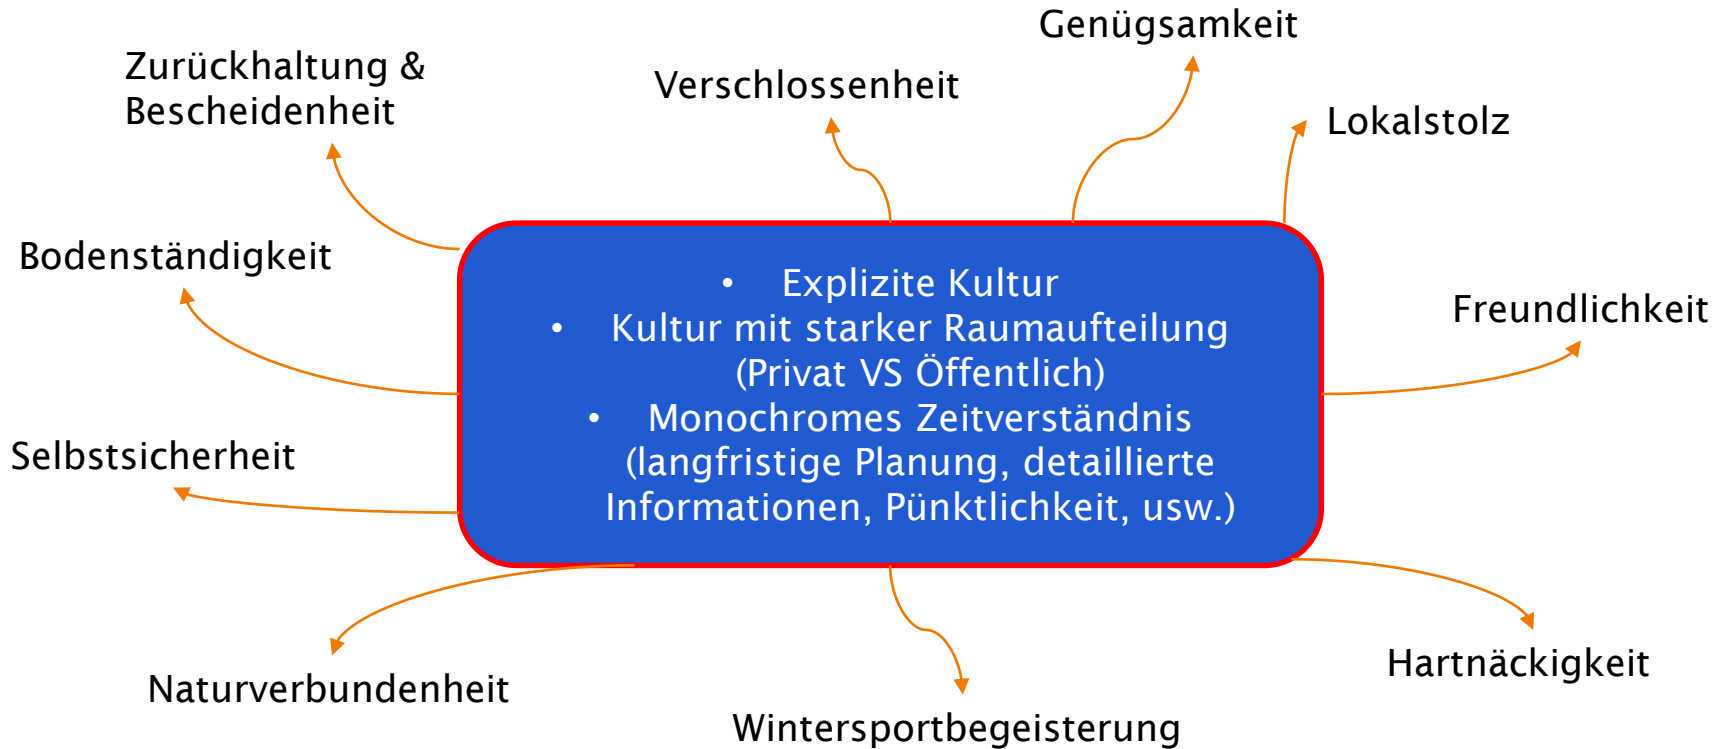 Genügsamkeit
Zurückhaltung &
Bescheidenheit
Verschlossenheit
Lokalstolz
Bodenständigkeit
• Explizite Kultur
• Kultur mit starker Raumaufteilung
(Privat VS Öffentlich)
• Monochromes Zeitverständnis
(langfristige Planung, detaillierte
Informationen, Pünktlichkeit, usw.)
Freundlichkeit
Selbstsicherheit
Naturverbundenheit
Wintersportbegeisterung
Hartnäckigkeit